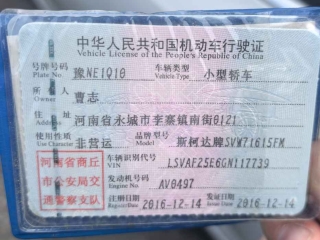 中华人民共和国机动车行驶证
Vehicle License of the People's Republic of China
号牌号码 Plate No. 豫NE1Q10 车辆类型 Vehicle Type 小型轿车
所有人 Owner 曹志
住址 河南省永城市李寨镇南街0121
使用性质 非营运 品牌型号 斯柯达牌SVW71615FM
河南省商丘市公安局交通警察支队
车辆识别代号 VIN LSVAF25E6GN117739
发动机号码 Engine No. AV0497
注册日期 Register Date 2016-12-14 发证日期 Issue Date 2016-12-14